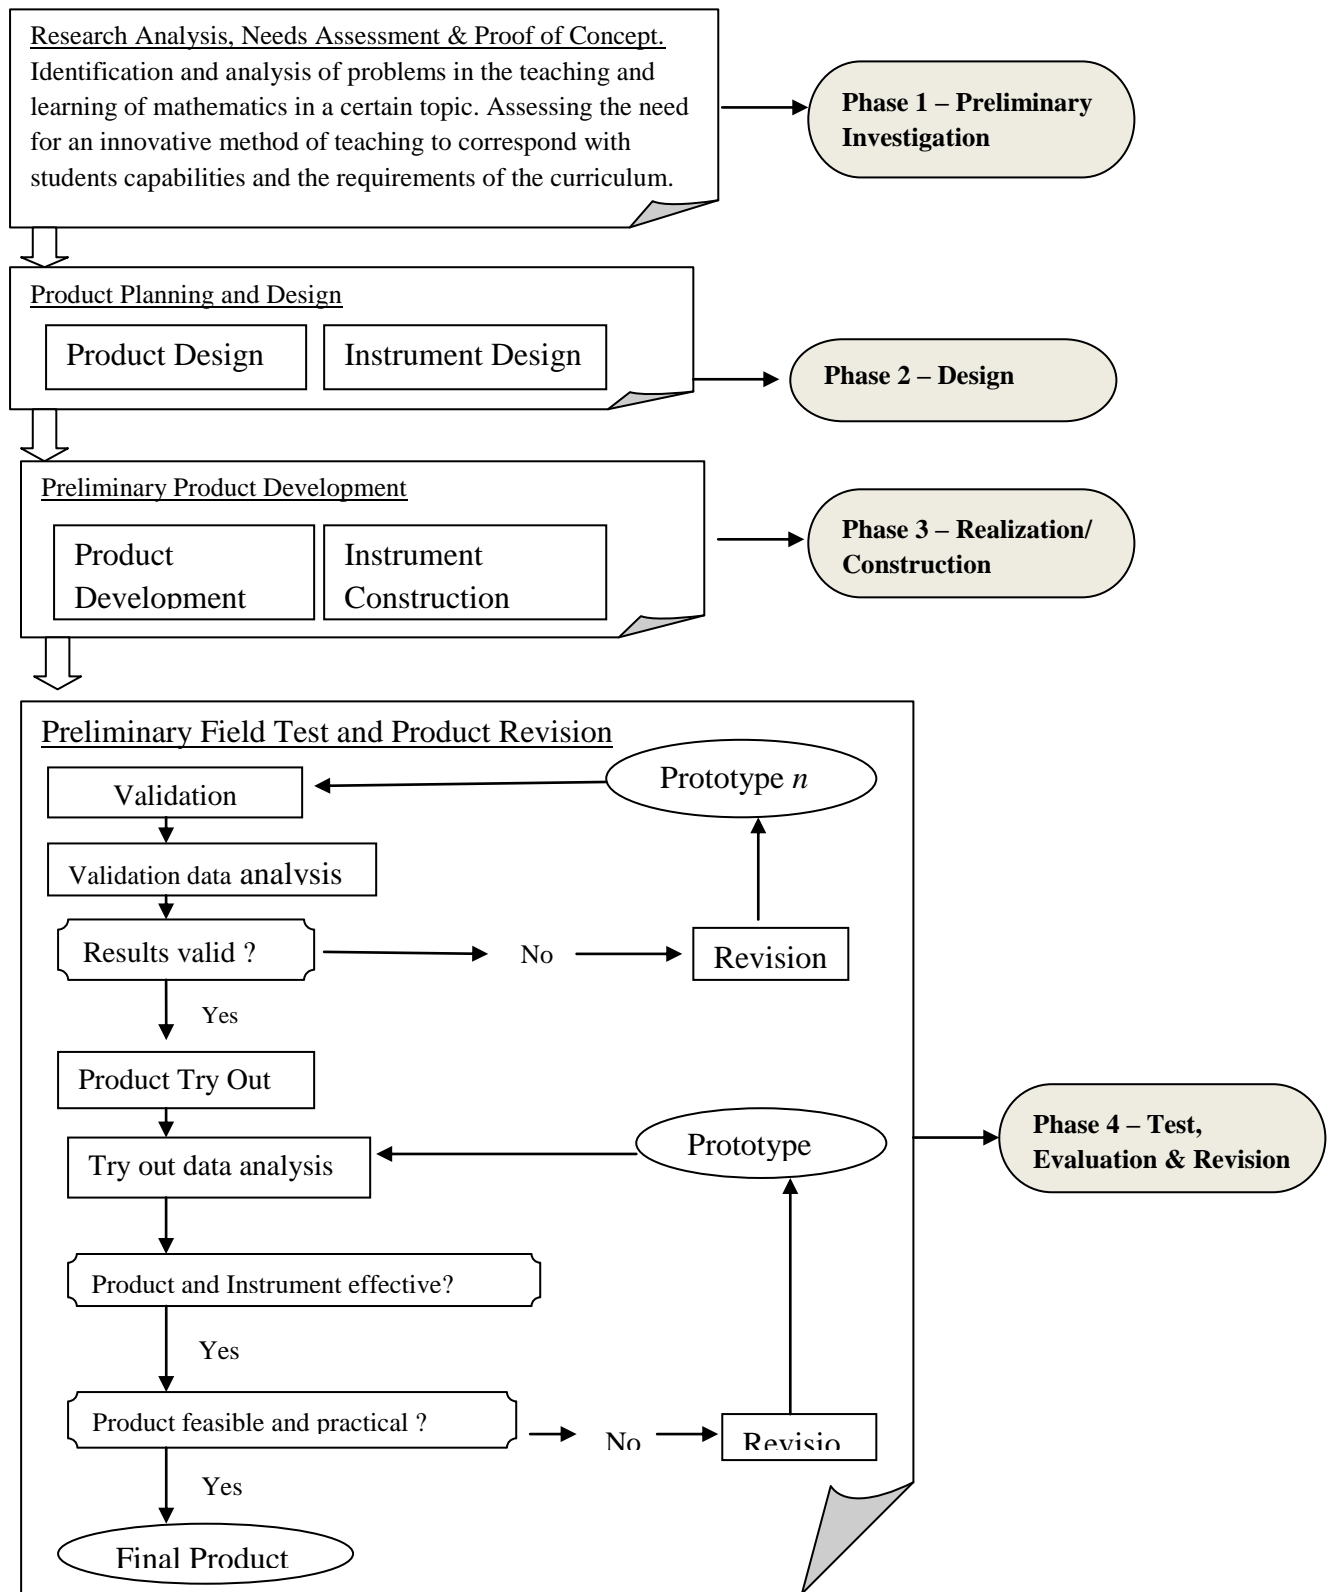 Research Analysis, Needs Assessment & Proof of Concept.
Identification and analysis of problems in the teaching and
learning of mathematics in a certain topic. Assessing the need
for an innovative method of teaching to correspond with
students capabilities and the requirements of the curriculum.
Phase 1 – Preliminary
Investigation
Product Planning and Design
Product Design
Instrument Design
Phase 2 – Design
Preliminary Product Development
Product
Development
Instrument
Construction
Phase 3 – Realization/
Construction
Preliminary Field Test and Product Revision
Prototype n
Validation
Validation data analysis
Results valid ?
No
Revision
Yes
Product Try Out
Prototype
Try out data analysis
Phase 4 – Test,
Evaluation & Revision
Product and Instrument effective?
Yes
Product feasible and practical ?
No
Revisio
Yes
Final Product